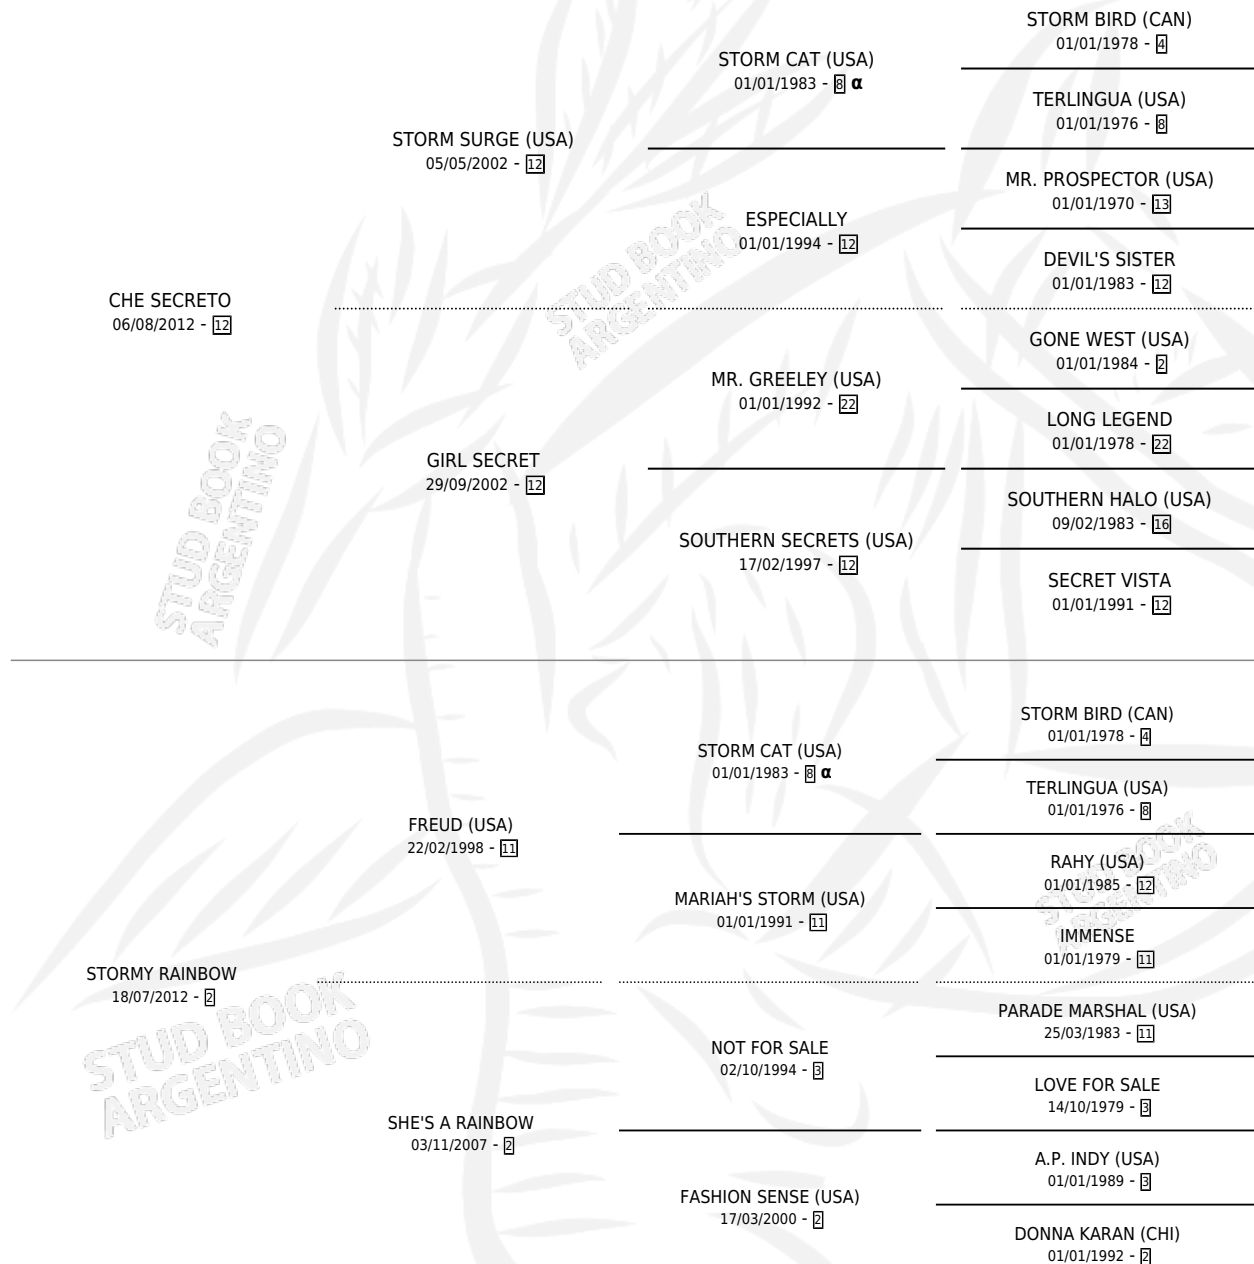 STORM BIRD (CAN)
01/01/1978 - 4
STORM CAT (USA)
01/01/1983 - 8 α
TERLINGUA (USA)
01/01/1976 - 8
STORM SURGE (USA)
05/05/2002 - 12
MR. PROSPECTOR (USA)
01/01/1970 - 13
ESPECIALLY
01/01/1994 - 12
DEVIL'S SISTER
01/01/1983 - 12
CHE SECRETO
06/08/2012 - 12
GONE WEST (USA)
01/01/1984 - 2
MR. GREELEY (USA)
01/01/1992 - 22
LONG LEGEND
01/01/1978 - 22
GIRL SECRET
29/09/2002 - 12
SOUTHERN HALO (USA)
09/02/1983 - 16
SOUTHERN SECRETS (USA)
17/02/1997 - 12
SECRET VISTA
01/01/1991 - 12
STORM BIRD (CAN)
01/01/1978 - 4
STORM CAT (USA)
01/01/1983 - 8 α
TERLINGUA (USA)
01/01/1976 - 8
FREUD (USA)
22/02/1998 - 11
RAHY (USA)
01/01/1985 - 12
MARIAH'S STORM (USA)
01/01/1991 - 11
IMMENSE
01/01/1979 - 11
STORMY RAINBOW
18/07/2012 - 2
PARADE MARSHAL (USA)
25/03/1983 - 11
NOT FOR SALE
02/10/1994 - 3
LOVE FOR SALE
14/10/1979 - 3
SHE'S A RAINBOW
03/11/2007 - 2
A.P. INDY (USA)
01/01/1989 - 3
FASHION SENSE (USA)
17/03/2000 - 2
DONNA KARAN (CHI)
01/01/1992 - 2
STUD BOOK
ARGENTINO
STUD BOOK
ARGENTINO
STUD BOOK
ARGENTINO
STUD BOOK
ARGENTINO